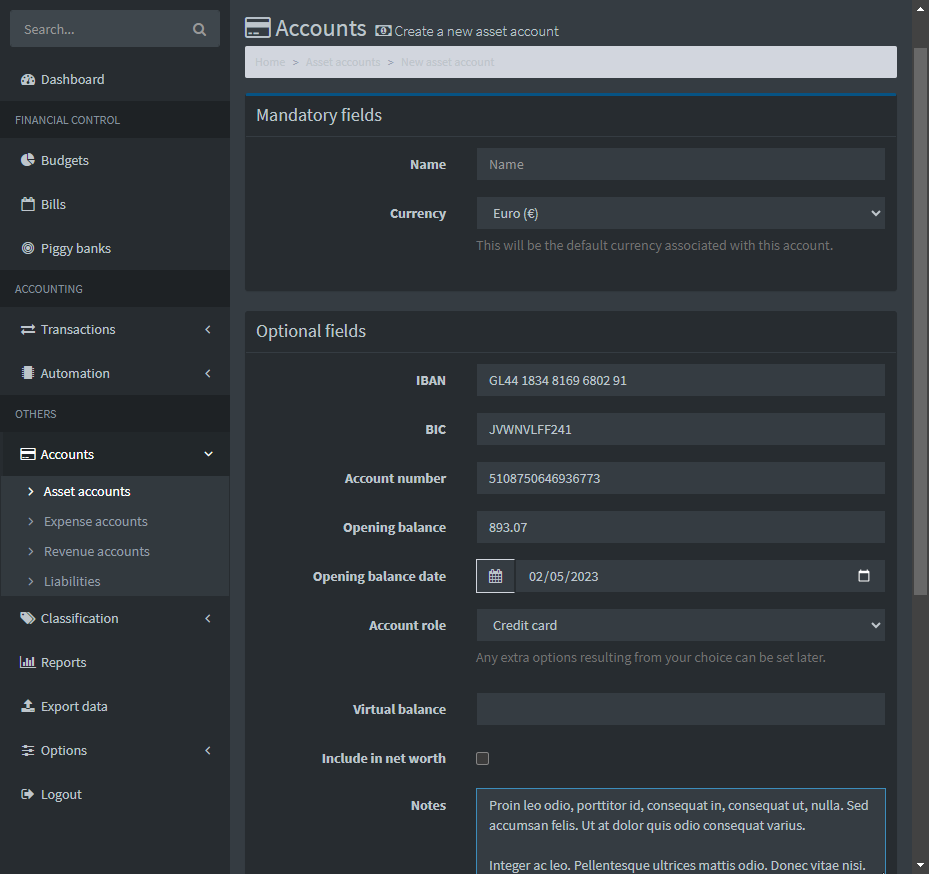 Search...
Dashboard
FINANCIAL CONTROL
Budgets
Bills
Piggy banks
ACCOUNTING
Transactions
Automation
OTHERS
Accounts
Asset accounts
Expense accounts
Revenue accounts
Liabilities
Classification
Reports
Export data
Options
Logout
Accounts Create a new asset account
Home > Asset accounts > New asset account
Mandatory fields
Name Name
Currency Euro (€)
This will be the default currency associated with this account.
Optional fields
IBAN GL44 1834 8169 6802 91
BIC JVWNVLFF241
Account number 5108750646936773
Opening balance 893.07
Opening balance date 02/05/2023
Account role Credit card
Any extra options resulting from your choice can be set later.
Virtual balance
Include in net worth
Notes Proin leo odio, porttitor id, consequat in, consequat ut, nulla. Sed
accumsan felis. Ut at dolor quis odio consequat varius.
Integer ac leo. Pellentesque ultrices mattis odio. Donec vitae nisi.